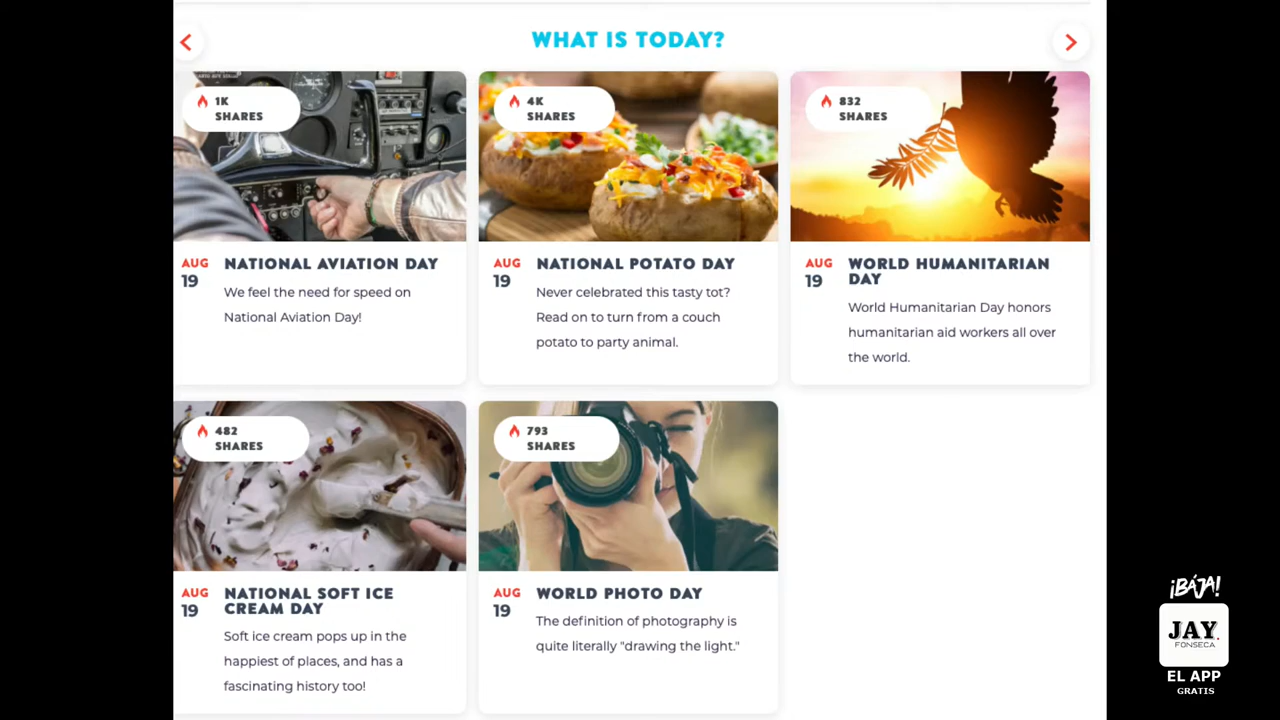 WHAT IS TODAY?
1K
SHARES
AUG
19
NATIONAL AVIATION DAY
We feel the need for speed on
National Aviation Day!
4K
SHARES
AUG
19
NATIONAL POTATO DAY
Never celebrated this tasty tot?
Read on to turn from a couch
potato to party animal.
832
SHARES
AUG
19
WORLD HUMANITARIAN
DAY
World Humanitarian Day honors
humanitarian aid workers all over
the world.
482
SHARES
AUG
19
NATIONAL SOFT ICE
CREAM DAY
Soft ice cream pops up in the
happiest of places, and has a
fascinating history too!
793
SHARES
AUG
19
WORLD PHOTO DAY
The definition of photography is
quite literally "drawing the light."
¡BÁJA!
JAY.
FONSECA
EL APP
GRATIS